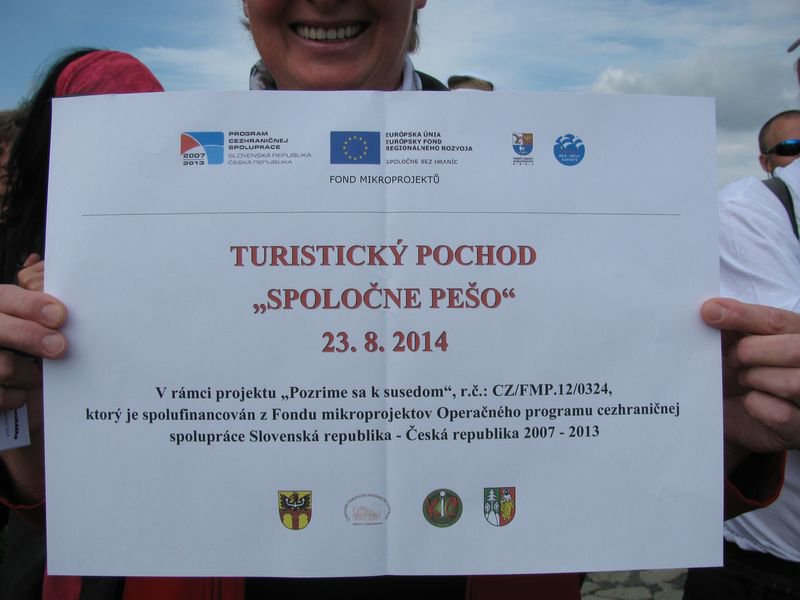 2007
2013
PROGRAM
CEZHRANIČNEJ
SPOLUPRÁCE
SLOVENSKÁ REPUBLIKA
ČESKÁ REPUBLIKA
EURÓPSKA ÚNIA
EURÓPSKY FOND
REGIONÁLNEHO ROZVOJA
SPOLOČNE BEZ HRANÍC
FOND MIKROPROJEKTŮ
TURISTICKÝ POCHOD
„SPOLOČNE PEŠO“
23. 8. 2014
V rámci projektu „Pozrime sa k susedom“, r.č.: CZ/FMP.12/0324,
ktorý je spolufinancován z Fondu mikroprojektov Operačného programu cezhraničnej
spolupráce Slovenská republika - Česká republika 2007 - 2013
KIC